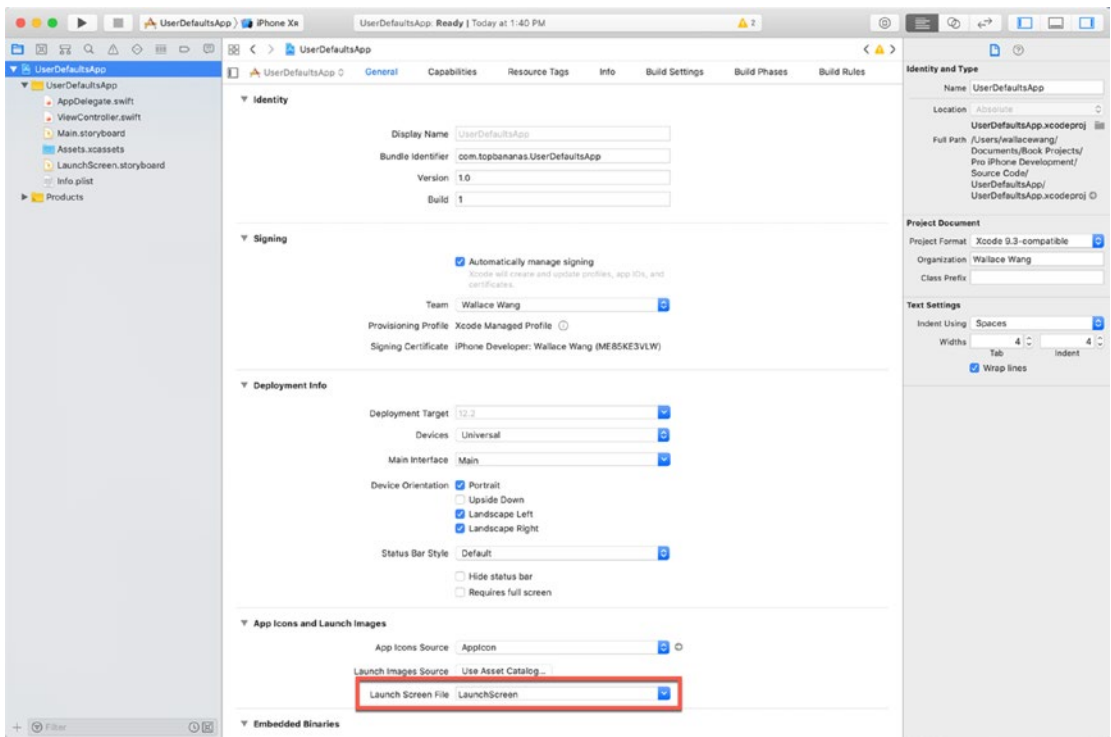 UserDefaultsApp 〉 iPhone Xʀ
UserDefaultsApp: Ready | Today at 1:40 PM
2
UserDefaultsApp
UserDefaultsApp
AppDelegate.swift
ViewController.swift
Main.storyboard
Assets.xcassets
LaunchScreen.storyboard
Info.plist
Products
Filter
UserDefaultsApp
UserDefaultsApp
General
Capabilities
Resource Tags
Info
Build Settings
Build Phases
Build Rules
Identity
Display Name UserDefaultsApp
Bundle Identifier com.topbananas.UserDefaultsApp
Version 1.0
Build 1
Signing
Automatically manage signing
Xcode will create and update profiles, app IDs, and
certificates.
Team Wallace Wang
Provisioning Profile Xcode Managed Profile
Signing Certificate iPhone Developer: Wallace Wang (ME85KE3VLW)
Deployment Info
Deployment Target 12.2
Devices Universal
Main Interface Main
Device Orientation Portrait
Upside Down
Landscape Left
Landscape Right
Status Bar Style Default
Hide status bar
Requires full screen
App Icons and Launch Images
App Icons Source AppIcon
Launch Images Source Use Asset Catalog...
Launch Screen File LaunchScreen
Embedded Binaries
Identity and Type
Name UserDefaultsApp
Location Absolute
UserDefaultsApp.xcodeproj
Full Path /Users/wallacewang/
Documents/Book Projects/
Pro iPhone Development/
Source Code/
UserDefaultsApp/
UserDefaultsApp.xcodeproj
Project Document
Project Format Xcode 9.3-compatible
Organization Wallace Wang
Class Prefix
Text Settings
Indent Using Spaces
Widths 4 4
Tab Indent
Wrap lines